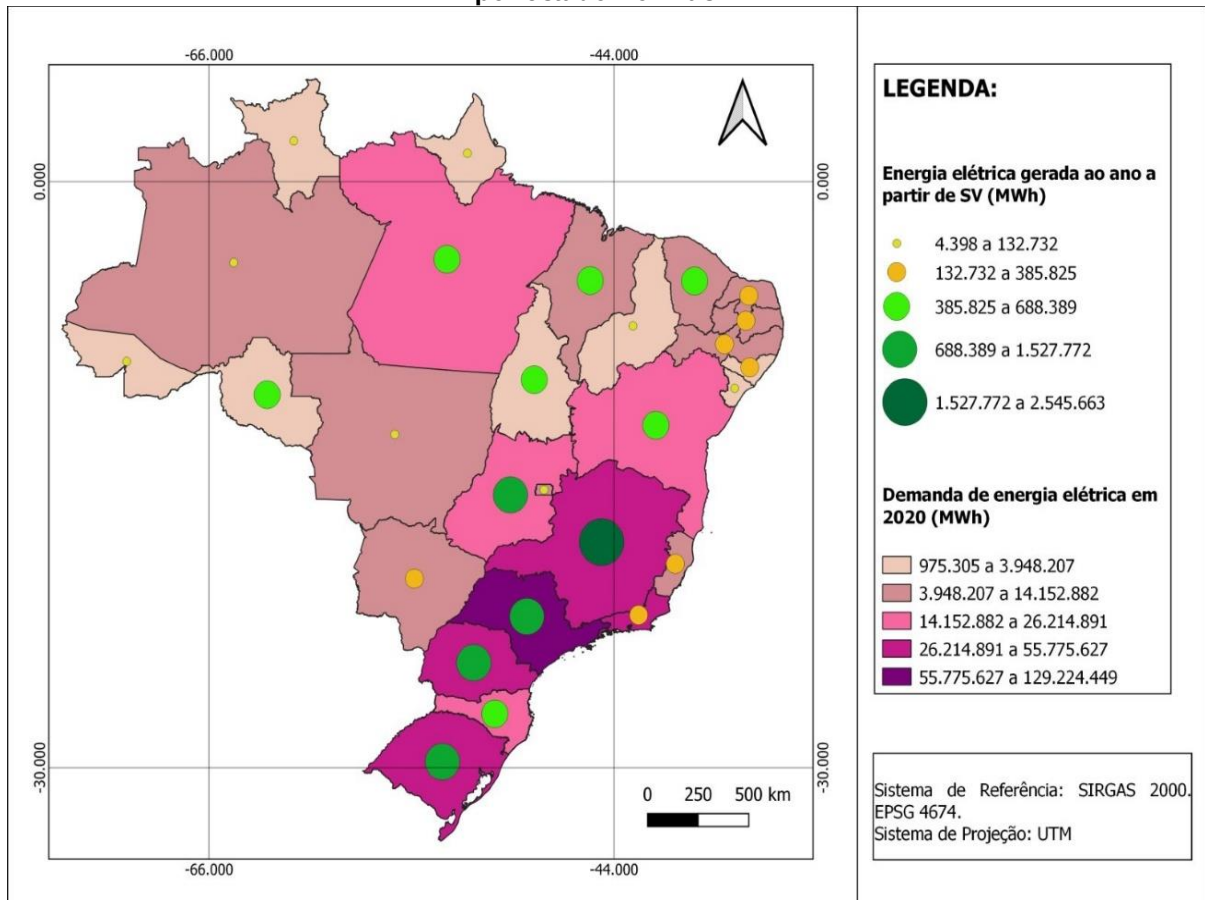 -66.000
-44.000
0.000
0.000
-30.000
-30.000
0 250 500 km
-66.000
-44.000
LEGENDA:
Energia elétrica gerada ao ano a
partir de SV (MWh)
4.398 a 132.732
132.732 a 385.825
385.825 a 688.389
688.389 a 1.527.772
1.527.772 a 2.545.663
Demanda de energia elétrica em
2020 (MWh)
975.305 a 3.948.207
3.948.207 a 14.152.882
14.152.882 a 26.214.891
26.214.891 a 55.775.627
55.775.627 a 129.224.449
Sistema de Referência: SIRGAS 2000.
EPSG 4674.
Sistema de Projeção: UTM